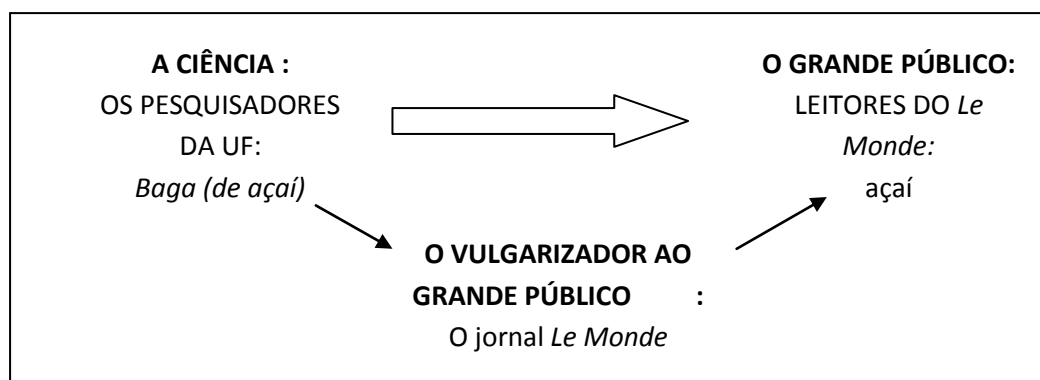 A CIÊNCIA :
OS PESQUISADORES
DA UF:
Baga (de açaí)
O GRANDE PÚBLICO:
LEITORES DO Le
Monde:
açaí
O VULGARIZADOR AO
GRANDE PÚBLICO :
O jornal Le Monde